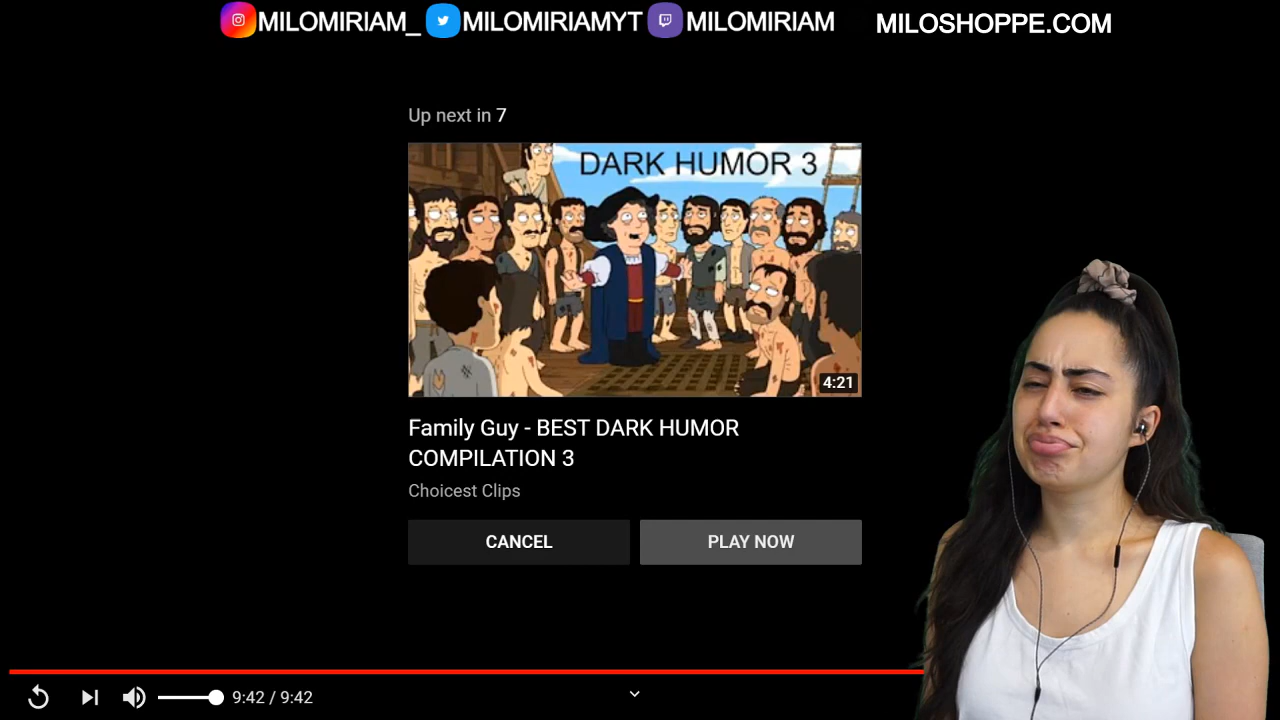 MILOMIRIAM_ MILOMIRIAMYT MILOMIRIAM MILOSHOPPE.COM
Up next in 7
DARK HUMOR 3
4:21
Family Guy - BEST DARK HUMOR
COMPILATION 3
Choicest Clips
CANCEL PLAY NOW
9:42 / 9:42